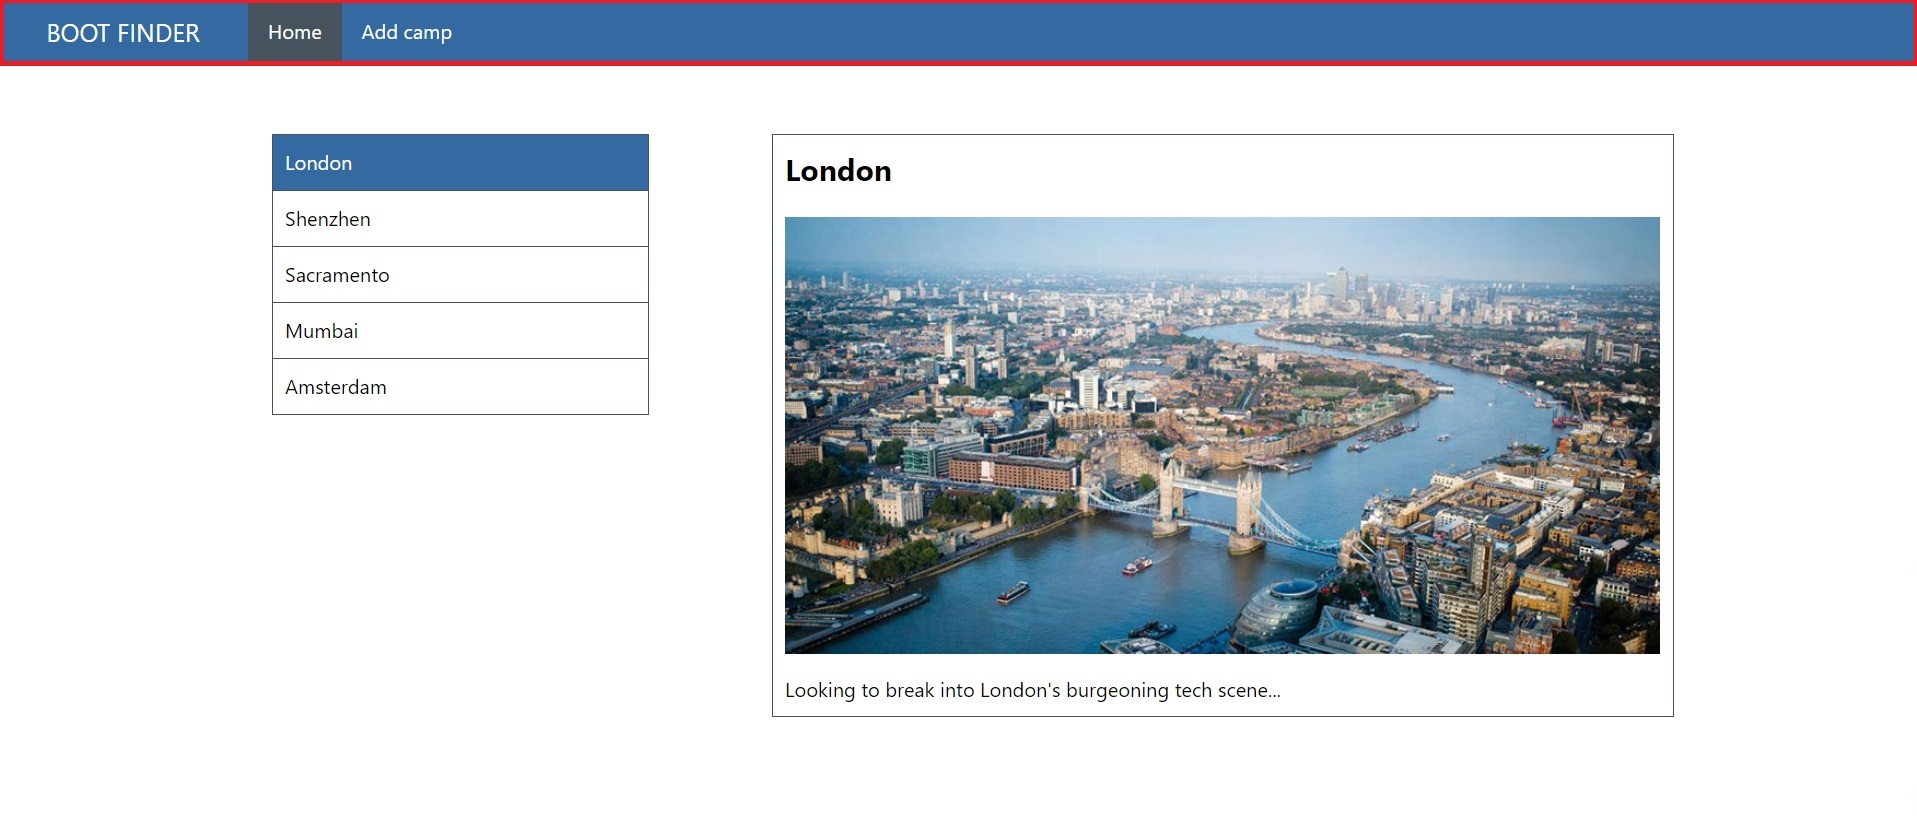 BOOT FINDER Home Add camp
London
Shenzhen
Sacramento
Mumbai
Amsterdam
London
Looking to break into London's burgeoning tech scene...